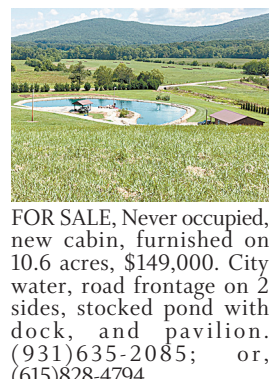 FOR SALE, Never occupied,
new cabin, furnished on
10.6 acres, $149,000. City
water, road frontage on 2
sides, stocked pond with
dock, and pavilion.
(931)635-2085; or,
(615)828-4794